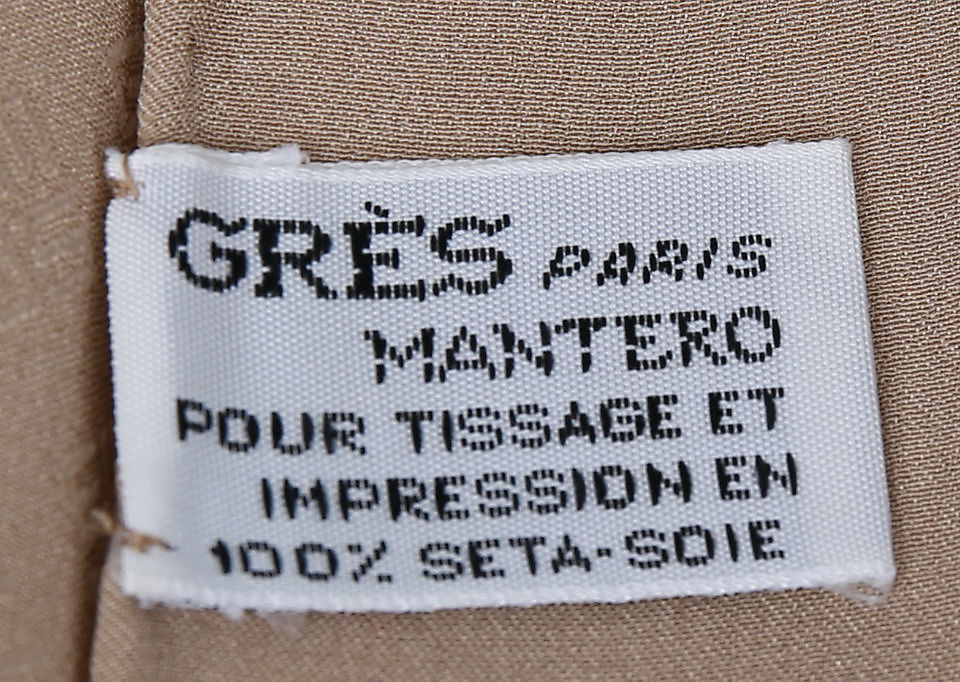 GRÈS PARIS
MANTERO
POUR TISSAGE ET
IMPRESSION EN
100% SETA-SOIE